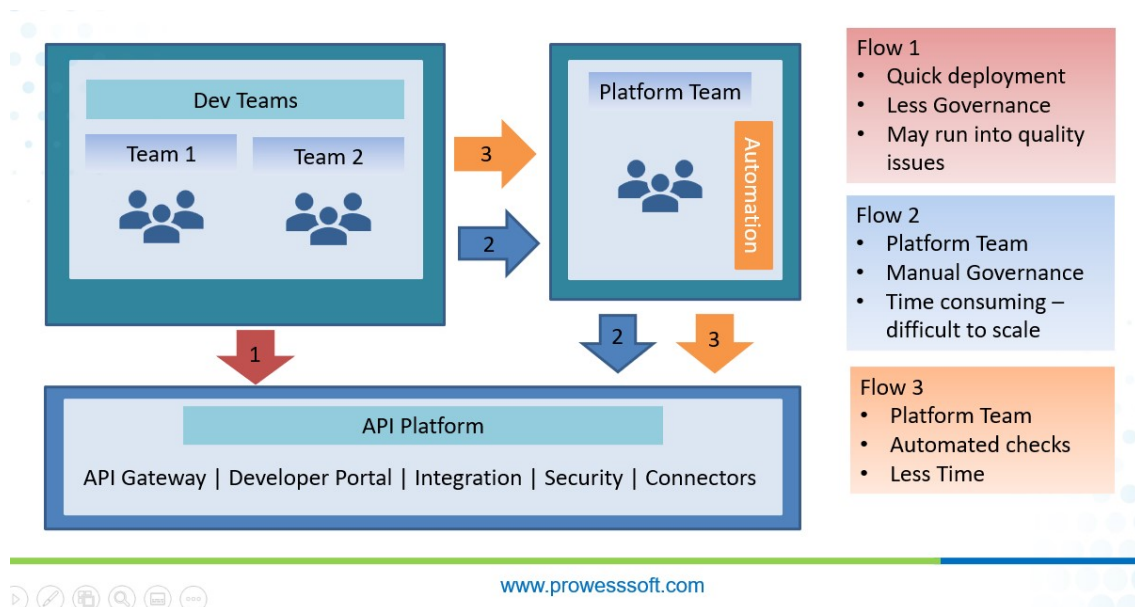 Dev Teams
Team 1
Team 2
3
2
Platform Team
Automation
1
2
3
API Platform
API Gateway | Developer Portal | Integration | Security | Connectors
Flow 1
• Quick deployment
• Less Governance
• May run into quality
issues
Flow 2
• Platform Team
• Manual Governance
• Time consuming –
difficult to scale
Flow 3
• Platform Team
• Automated checks
• Less Time
www.prowesssoft.com